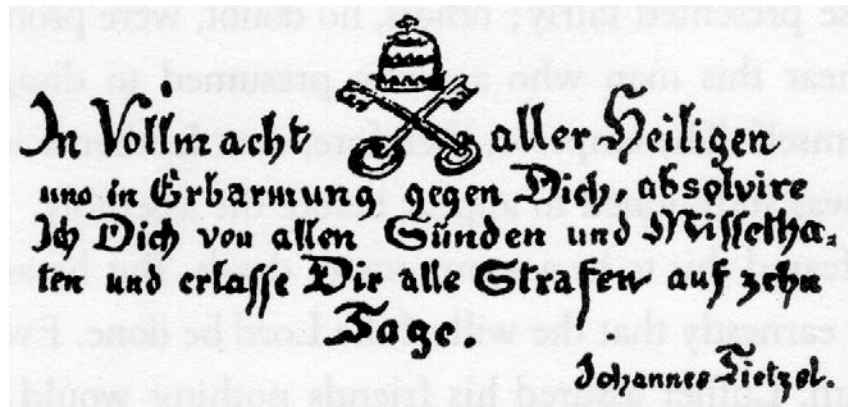 In Vollmacht aller Heiligen
und in Erbarmung gegen Dich, absolvire
Ich Dich von allen Sünden und Missetha-
ten und erlasse Dir alle Strafen auf zehn
Tage.
Johannes Tietzel.